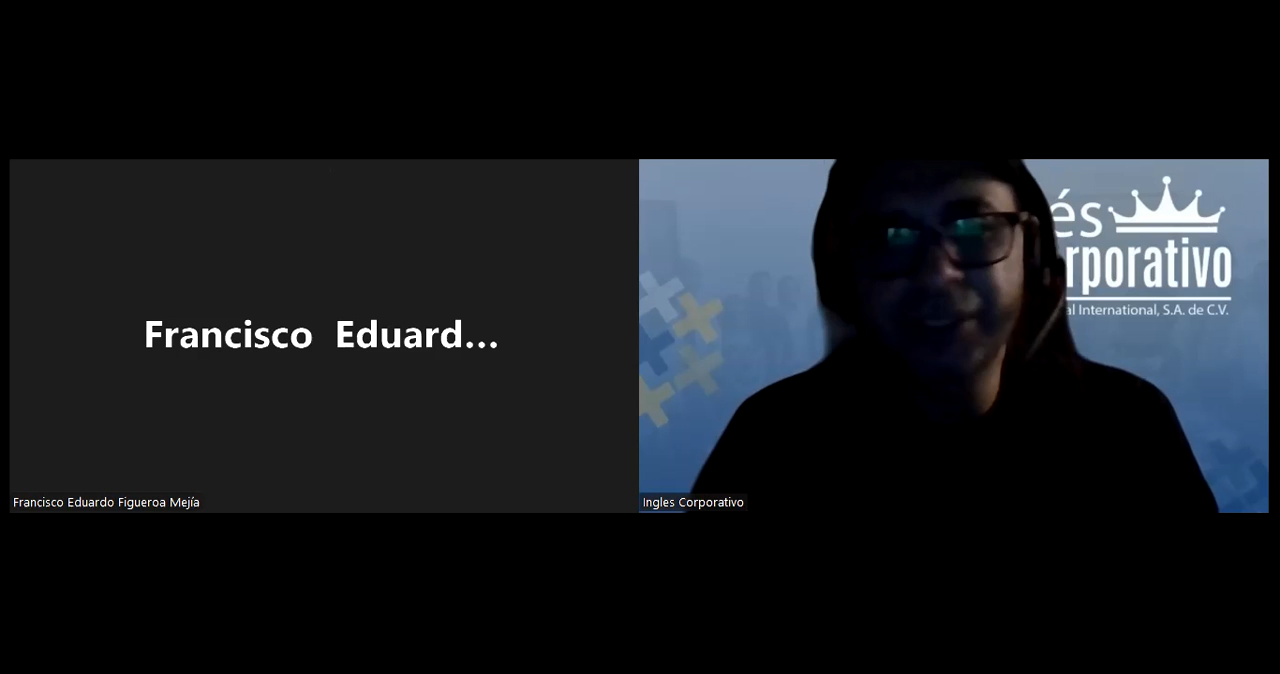 Francisco Eduard...
Francisco Eduardo Figueroa Mejía
és
rporativo
al International, S.A. de C.V.
Ingles Corporativo